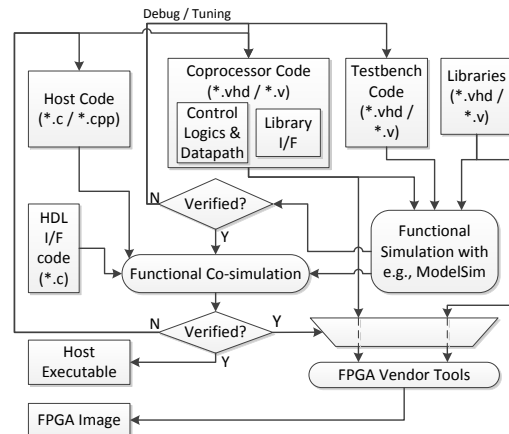 Debug / Tuning
Host Code
(*.c / *.cpp)
Coprocessor Code
(*.vhd / *.v)
Control
Logics &
Datapath
Library
I/F
Testbench
Code
(*.vhd /
*.v)
Libraries
(*.vhd /
*.v)
N
Verified?
Y
HDL
I/F
code
(*.c)
Functional Co-simulation
Functional
Simulation with
e.g., ModelSim
N
Verified?
Y
Y
Host
Executable
FPGA Vendor Tools
FPGA Image